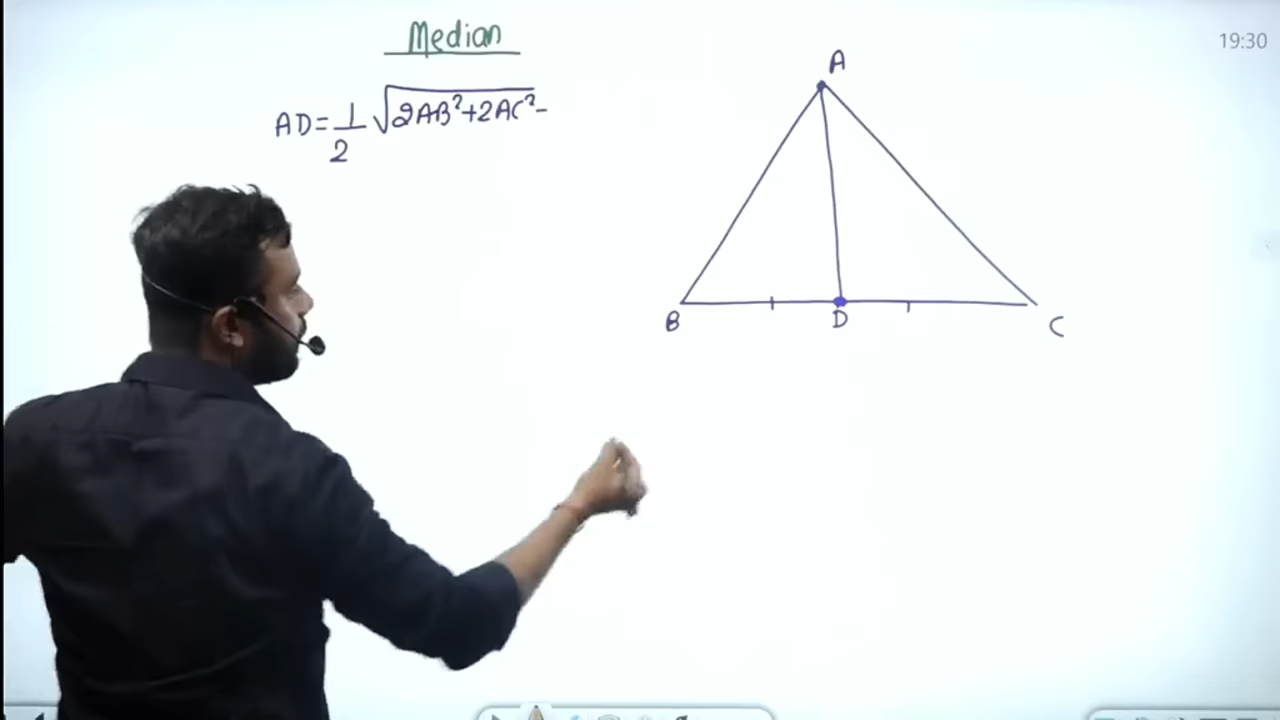 Median
19:30
A
AD=1/2 √2AB²+2AC²-
B
D
C